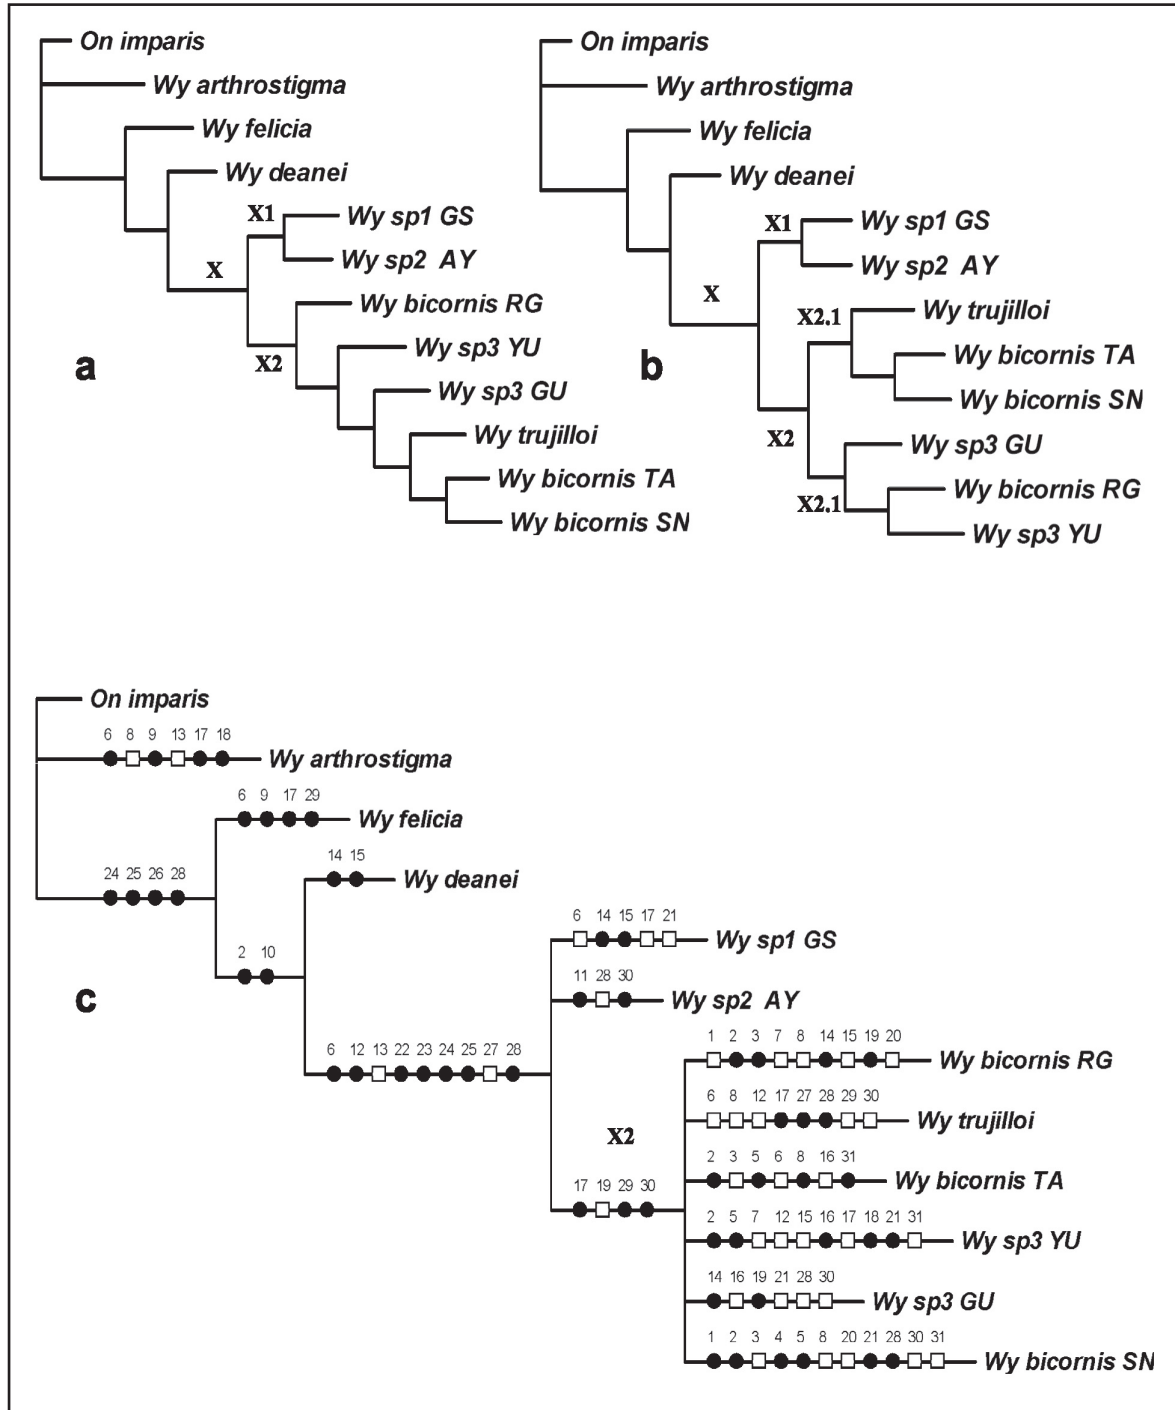 On imparis
Wy arthrostigma
Wy felicia
Wy deanei
X1
Wy sp1 GS
X
Wy sp2 AY
Wy bicornis RG
X2
Wy sp3 YU
a
Wy sp3 GU
Wy trujilloi
Wy bicornis TA
Wy bicornis SN
On imparis
Wy arthrostigma
Wy felicia
Wy deanei
X1
Wy sp1 GS
Wy sp2 AY
X
X2.1
Wy trujilloi
Wy bicornis TA
b
Wy bicornis SN
X2
Wy sp3 GU
Wy bicornis RG
X2.1
Wy sp3 YU
On imparis
6 8 9 13 17 18
Wy arthrostigma
6 9 17 29
Wy felicia
14 15
Wy deanei
24 25 26 28
6 14 15 17 21
Wy sp1 GS
2 10
11 28 30
Wy sp2 AY
c
6 12 13 22 23 24 25 27 28
1 2 3 7 8 14 15 19 20
Wy bicornis RG
6 8 12 17 27 28 29 30
Wy trujilloi
X2
2 3 5 6 8 16 31
Wy bicornis TA
17 19 29 30
2 5 7 12 15 16 17 18 21 31
Wy sp3 YU
14 16 19 21 28 30
Wy sp3 GU
1 2 3 4 5 8 20 21 28 30 31
Wy bicornis SN